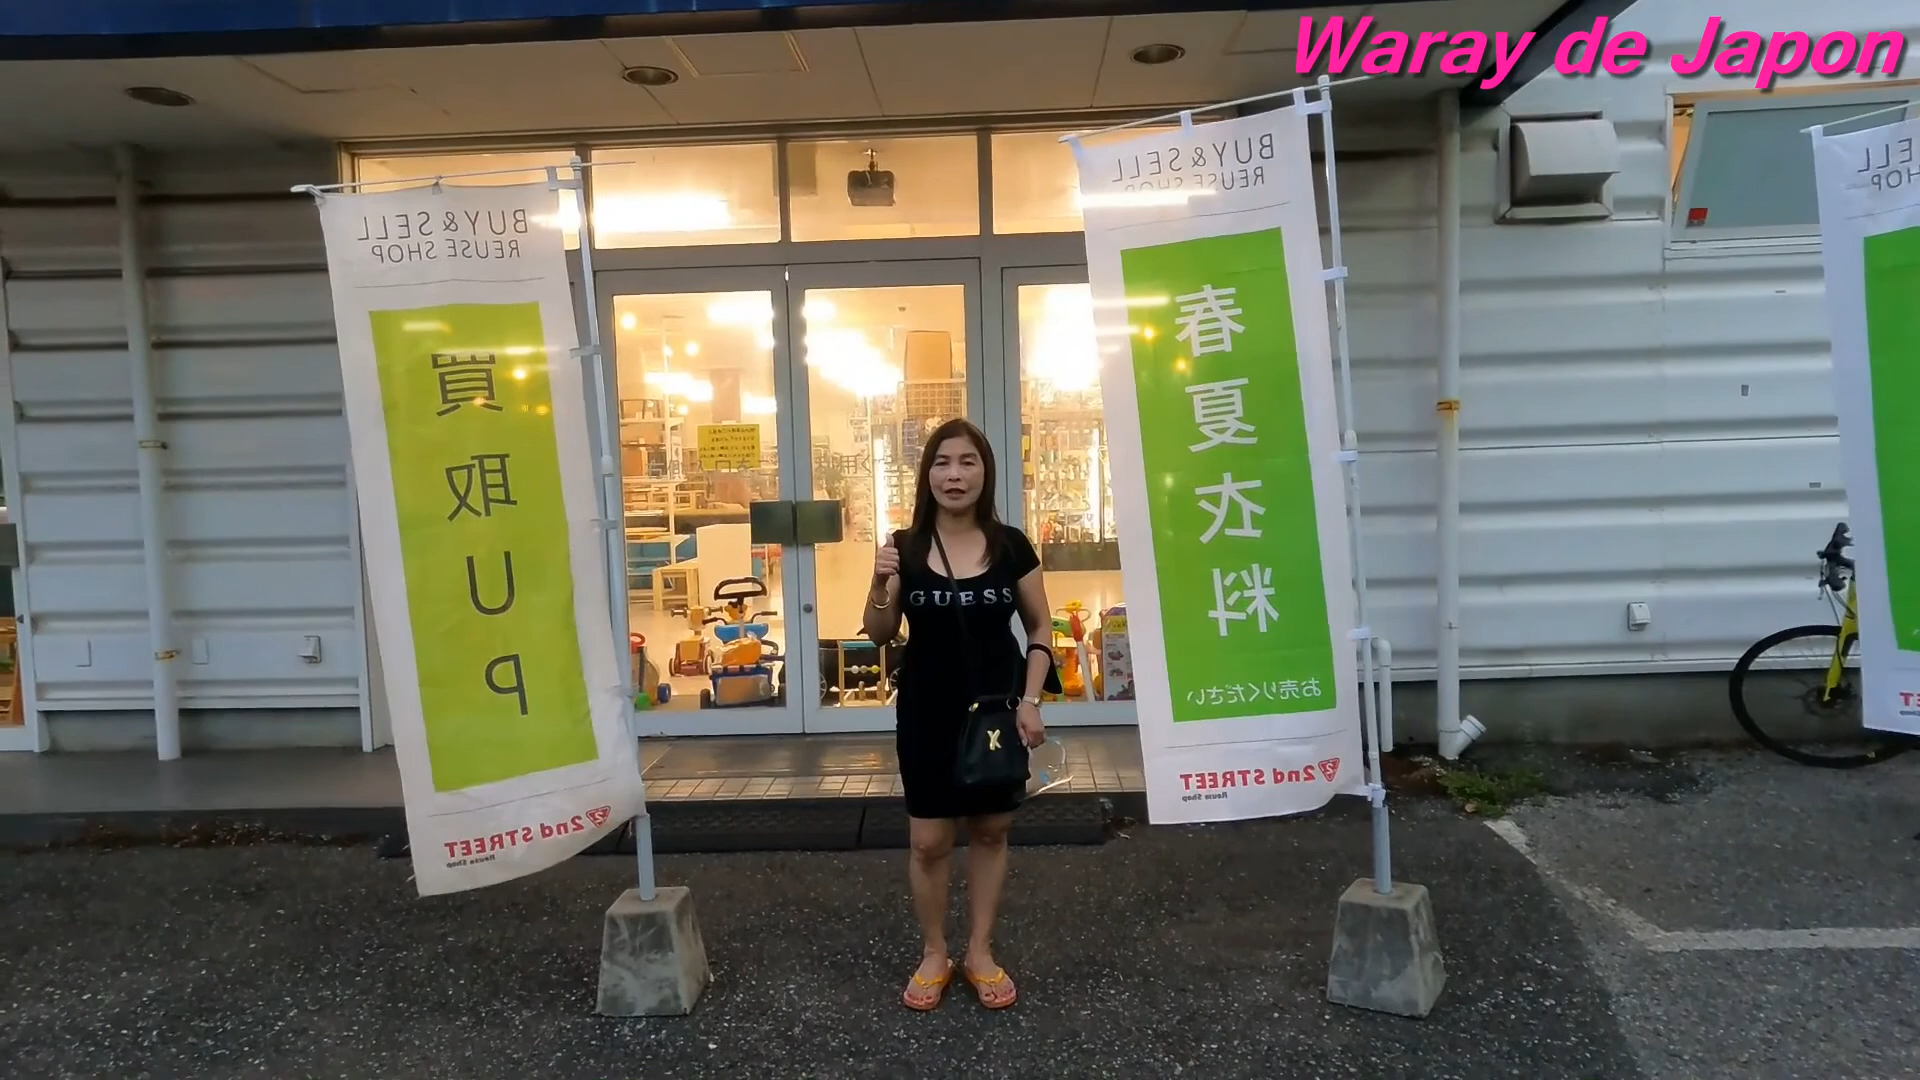 Waray de Japon
BUY & SELL
REUSE SHOP
買取UP
2nd STREET
Reuse Shop
GUESS
BUY & SELL
REUSE SHOP
春夏衣料
お売りください
2nd STREET
Reuse Shop